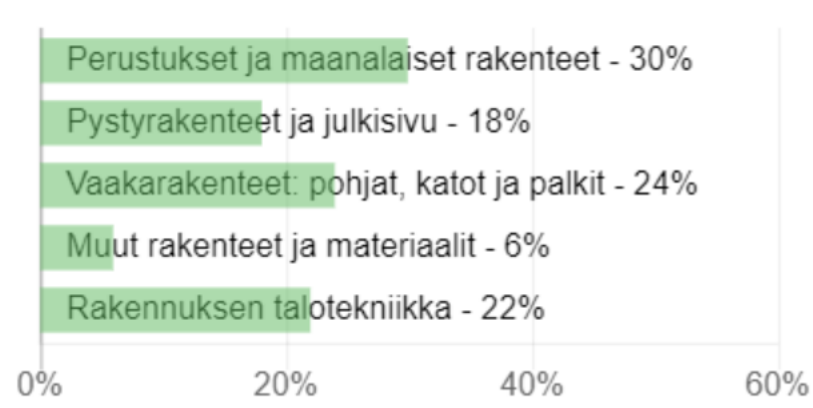 Perustukset ja maanalaiset rakenteet - 30%
Pystyrakenteet ja julkisivu - 18%
Vaakarakenteet: pohjat, katot ja palkit - 24%
Muut rakenteet ja materiaalit - 6%
Rakennuksen talotekniikka - 22%
0% 20% 40% 60%